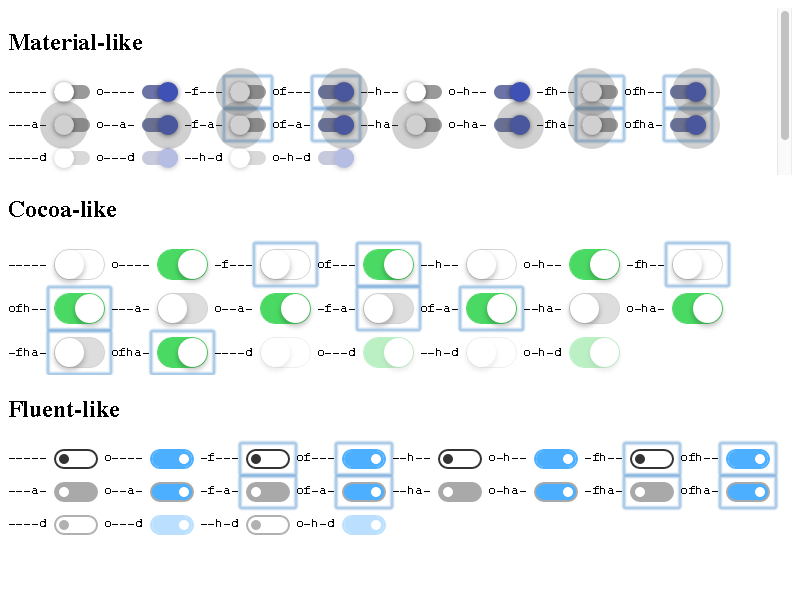 Material-like
----- o---- -f--- of--- --h-- o-h-- -fh-- ofh--
---a- o--a- -f-a- of-a- --ha- o-ha- -fha- ofha-
----d o---d --h-d o-h-d
Cocoa-like
----- o---- -f--- of--- --h-- o-h-- -fh--
ofh-- ---a- o--a- -f-a- of-a- --ha- o-ha-
-fha- ofha- ----d o---d --h-d o-h-d
Fluent-like
----- o---- -f--- of--- --h-- o-h-- -fh-- ofh--
---a- o--a- -f-a- of-a- --ha- o-ha- -fha- ofha-
----d o---d --h-d o-h-d